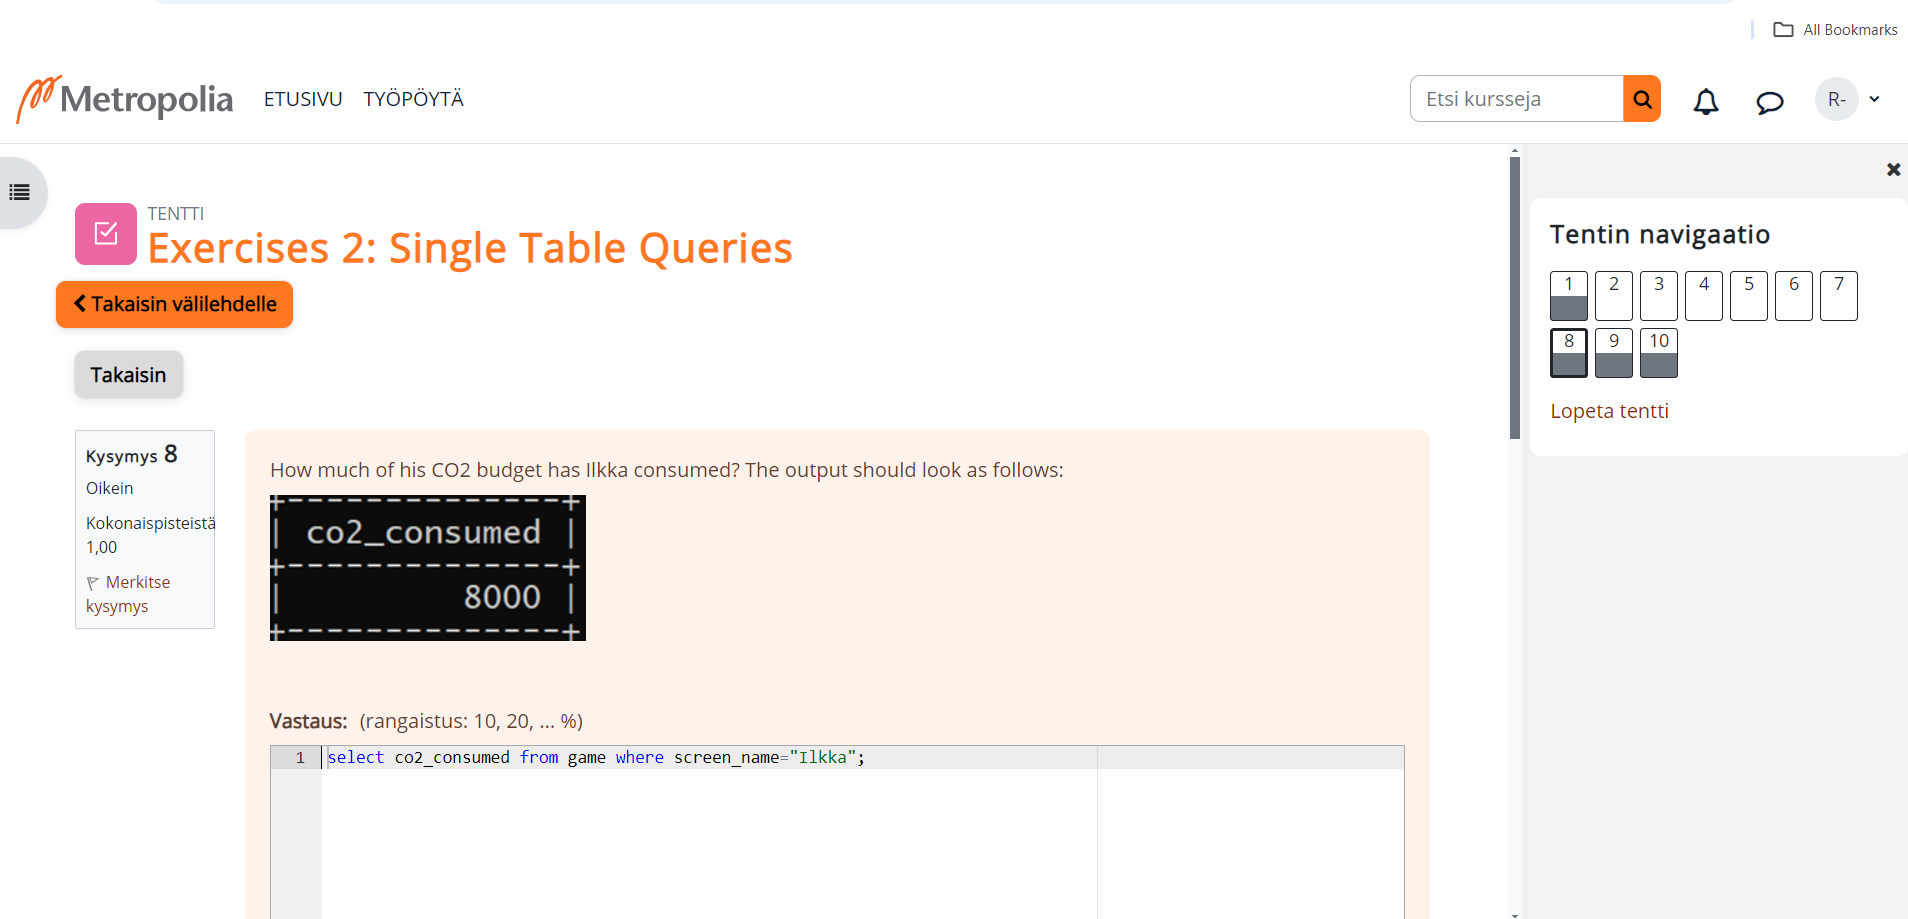 All Bookmarks
Metropolia ETUSIVU TYÖPÖYTÄ Etsi kursseja R-
TENTTI
Exercises 2: Single Table Queries
Takaisin välilehdelle
Takaisin
Kysymys 8
Oikein
Kokonaispisteistä
1,00
Merkitse
kysymys
How much of his CO2 budget has Ilkka consumed? The output should look as follows:
+--------------+
| co2_consumed |
+--------------+
|         8000 |
+--------------+
Vastaus: (rangaistus: 10, 20, ... %)
1 select co2_consumed from game where screen_name="Ilkka";
Tentin navigaatio
1 2 3 4 5 6 7
8 9 10
Lopeta tentti